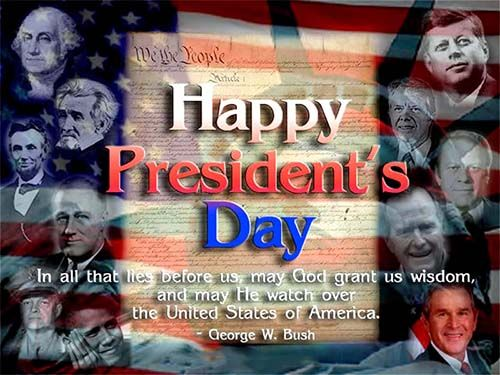 We the People
Article I
Happy
President's
Day
In all that lies before us, may God grant us wisdom,
and may He watch over
the United States of America.
- George W. Bush